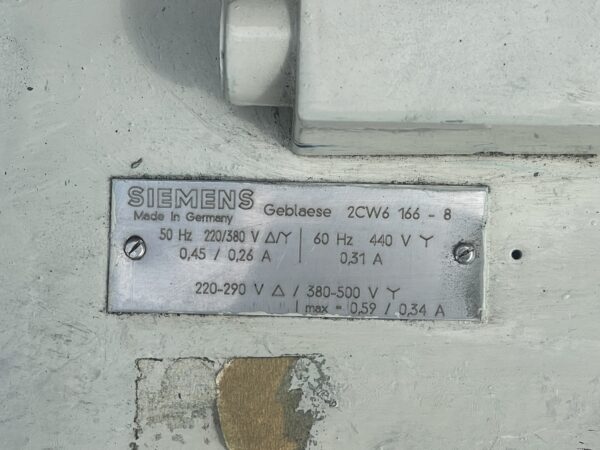 SIEMENS Geblaese 2CW6 166 - 8
Made in Germany
50 Hz 220/380 V △/Y | 60 Hz 440 V Y
0,45 / 0,26 A | 0,31 A
220-290 V △ / 380-500 V Y
I max = 0,59 / 0,34 A